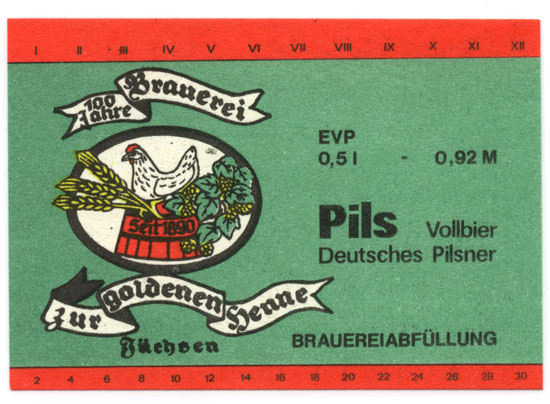 I II III IV V VI VII VIII IX X XI XII
100 Jahre
Brauerei
Seit 1890
Zur goldenen Henne
Jüchsen
EVP
0,5 l - 0,92 M
Pils Vollbier
Deutsches Pilsner
BRAUEREIABFÜLLUNG
2 4 6 8 10 12 14 16 18 20 22 24 26 28 30